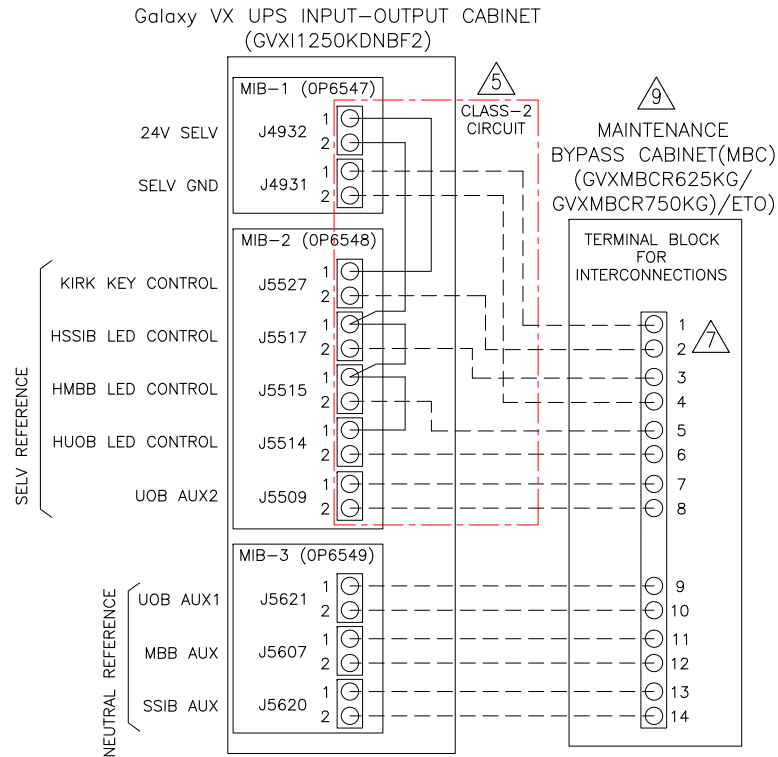 Galaxy VX UPS INPUT-OUTPUT CABINET
(GVXI1250KDNBF2)
MIB-1 (0P6547)
24V SELV
J4932
1
2
SELV GND
J4931
1
2
5
CLASS-2
CIRCUIT
MIB-2 (0P6548)
SELV REFERENCE
KIRK KEY CONTROL
J5527
1
2
HSSIB LED CONTROL
J5517
1
2
HMBB LED CONTROL
J5515
1
2
HUOB LED CONTROL
J5514
1
2
UOB AUX2
J5509
1
2
MIB-3 (0P6549)
NEUTRAL REFERENCE
UOB AUX1
J5621
1
2
MBB AUX
J5607
1
2
SSIB AUX
J5620
1
2
9
MAINTENANCE
BYPASS CABINET(MBC)
(GVXMBCR625KG/
GVXMBCR750KG)/ETO)
TERMINAL BLOCK
FOR
INTERCONNECTIONS
1
2
7
3
4
5
6
7
8
9
10
11
12
13
14